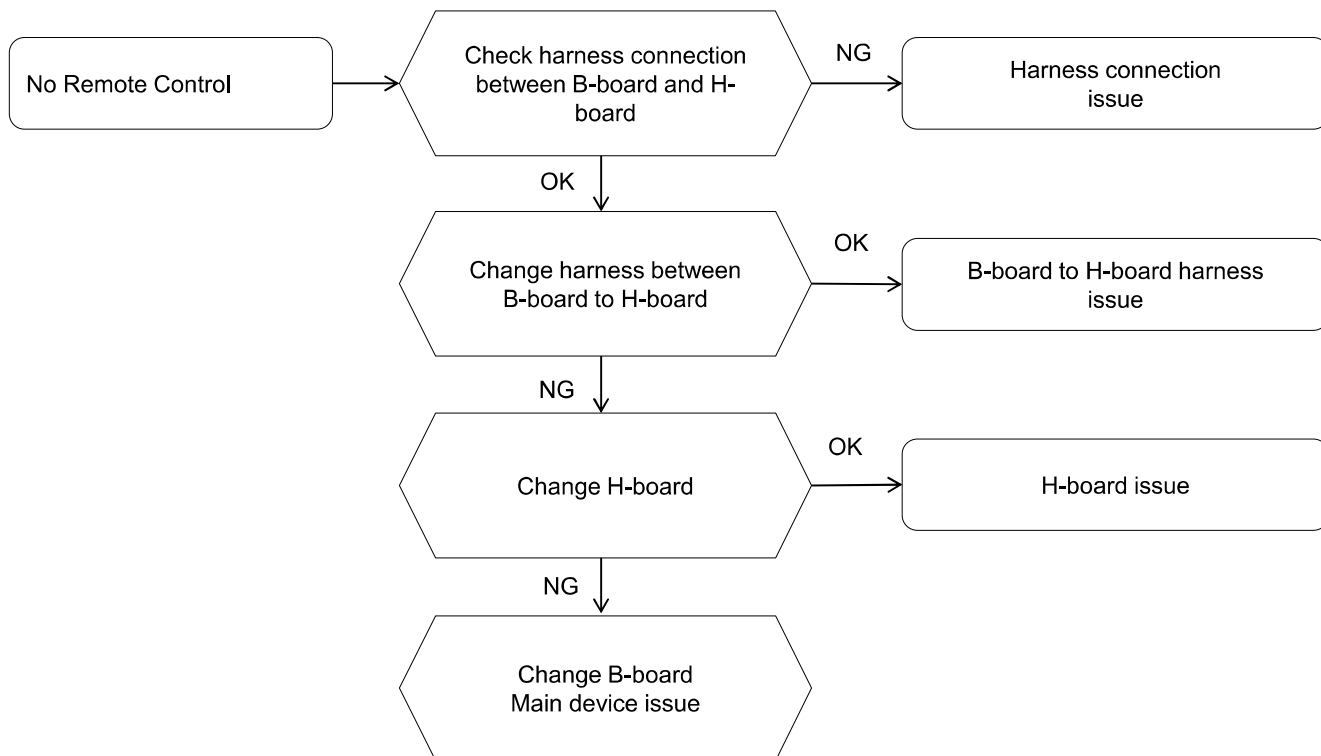 No Remote Control
Check harness connection
between B-board and H-
board
NG
Harness connection
issue
OK
Change harness between
B-board to H-board
OK
B-board to H-board harness
issue
NG
Change H-board
OK
H-board issue
NG
Change B-board
Main device issue